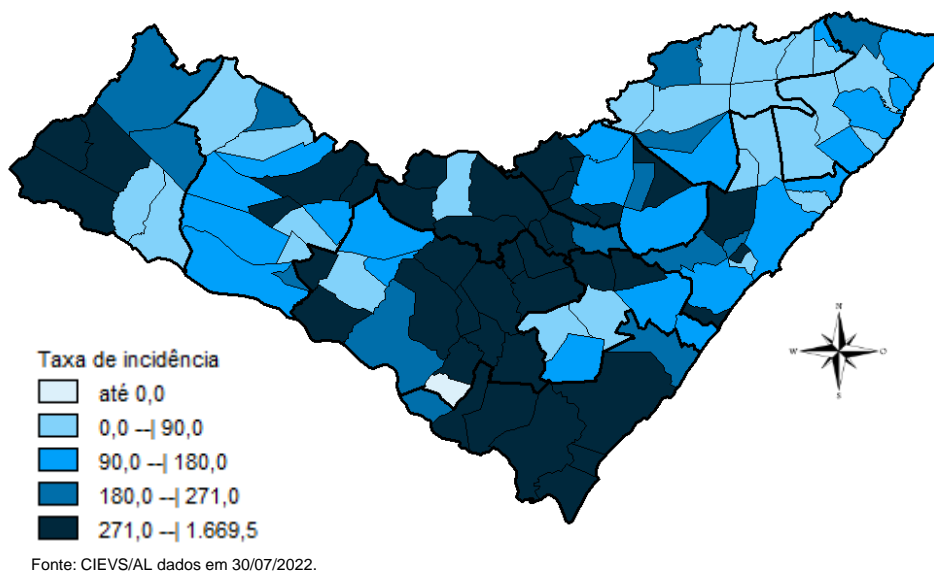 N
W
O
S
Taxa de incidência
até 0,0
0,0 --| 90,0
90,0 --| 180,0
180,0 --| 271,0
271,0 --| 1.669,5
Fonte: CIEVS/AL dados em 30/07/2022.